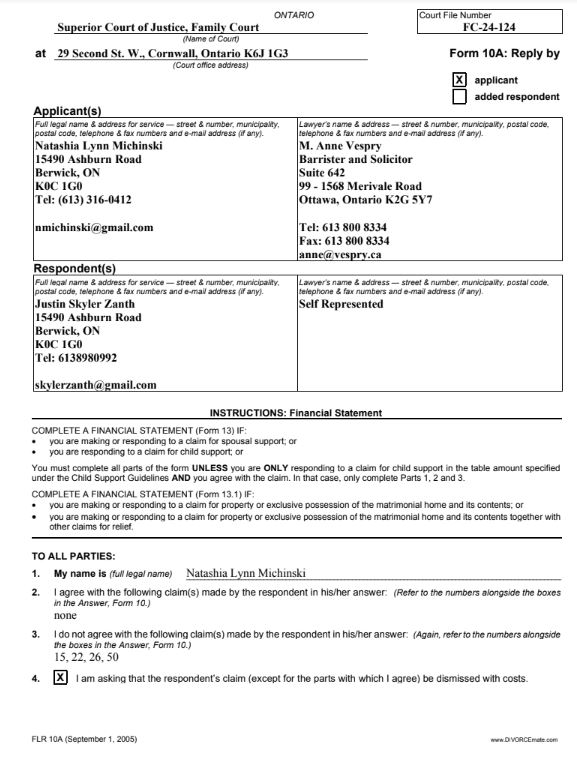 ONTARIO
Court File Number
Superior Court of Justice, Family Court
FC-24-124
(Name of Court)
at 29 Second St. W., Cornwall, Ontario K6J 1G3
Form 10A: Reply by
(Court office address)
X applicant
added respondent
Applicant(s)
Full legal name & address for service — street & number, municipality, postal code, telephone & fax numbers and e-mail address (if any).
Natashia Lynn Michinski
15490 Ashburn Road
Berwick, ON
K0C 1G0
Tel: (613) 316-0412
nmichinski@gmail.com
Lawyer's name & address — street & number, municipality, postal code, telephone & fax numbers and e-mail address (if any).
M. Anne Vespry
Barrister and Solicitor
Suite 642
99 - 1568 Merivale Road
Ottawa, Ontario K2G 5Y7
Tel: 613 800 8334
Fax: 613 800 8334
anne@vespry.ca
Respondent(s)
Full legal name & address for service — street & number, municipality, postal code, telephone & fax numbers and e-mail address (if any).
Justin Skyler Zanth
15490 Ashburn Road
Berwick, ON
K0C 1G0
Tel: 6138980992
skylerzanth@gmail.com
Lawyer's name & address — street & number, municipality, postal code, telephone & fax numbers and e-mail address (if any).
Self Represented
INSTRUCTIONS: Financial Statement
COMPLETE A FINANCIAL STATEMENT (Form 13) IF:
• you are making or responding to a claim for spousal support; or
• you are responding to a claim for child support; or
You must complete all parts of the form UNLESS you are ONLY responding to a claim for child support in the table amount specified
under the Child Support Guidelines AND you agree with the claim. In that case, only complete Parts 1, 2 and 3.
COMPLETE A FINANCIAL STATEMENT (Form 13.1) IF:
• you are making or responding to a claim for property or exclusive possession of the matrimonial home and its contents; or
• you are making or responding to a claim for property or exclusive possession of the matrimonial home and its contents together with
other claims for relief.
TO ALL PARTIES:
1. My name is (full legal name) Natashia Lynn Michinski
2. I agree with the following claim(s) made by the respondent in his/her answer: (Refer to the numbers alongside the boxes
in the Answer, Form 10.)
none
3. I do not agree with the following claim(s) made by the respondent in his/her answer: (Again, refer to the numbers alongside
the boxes in the Answer, Form 10.)
15, 22, 26, 50
4. X I am asking that the respondent's claim (except for the parts with which I agree) be dismissed with costs.
FLR 10A (September 1, 2005)
www.DIVORCEmate.com